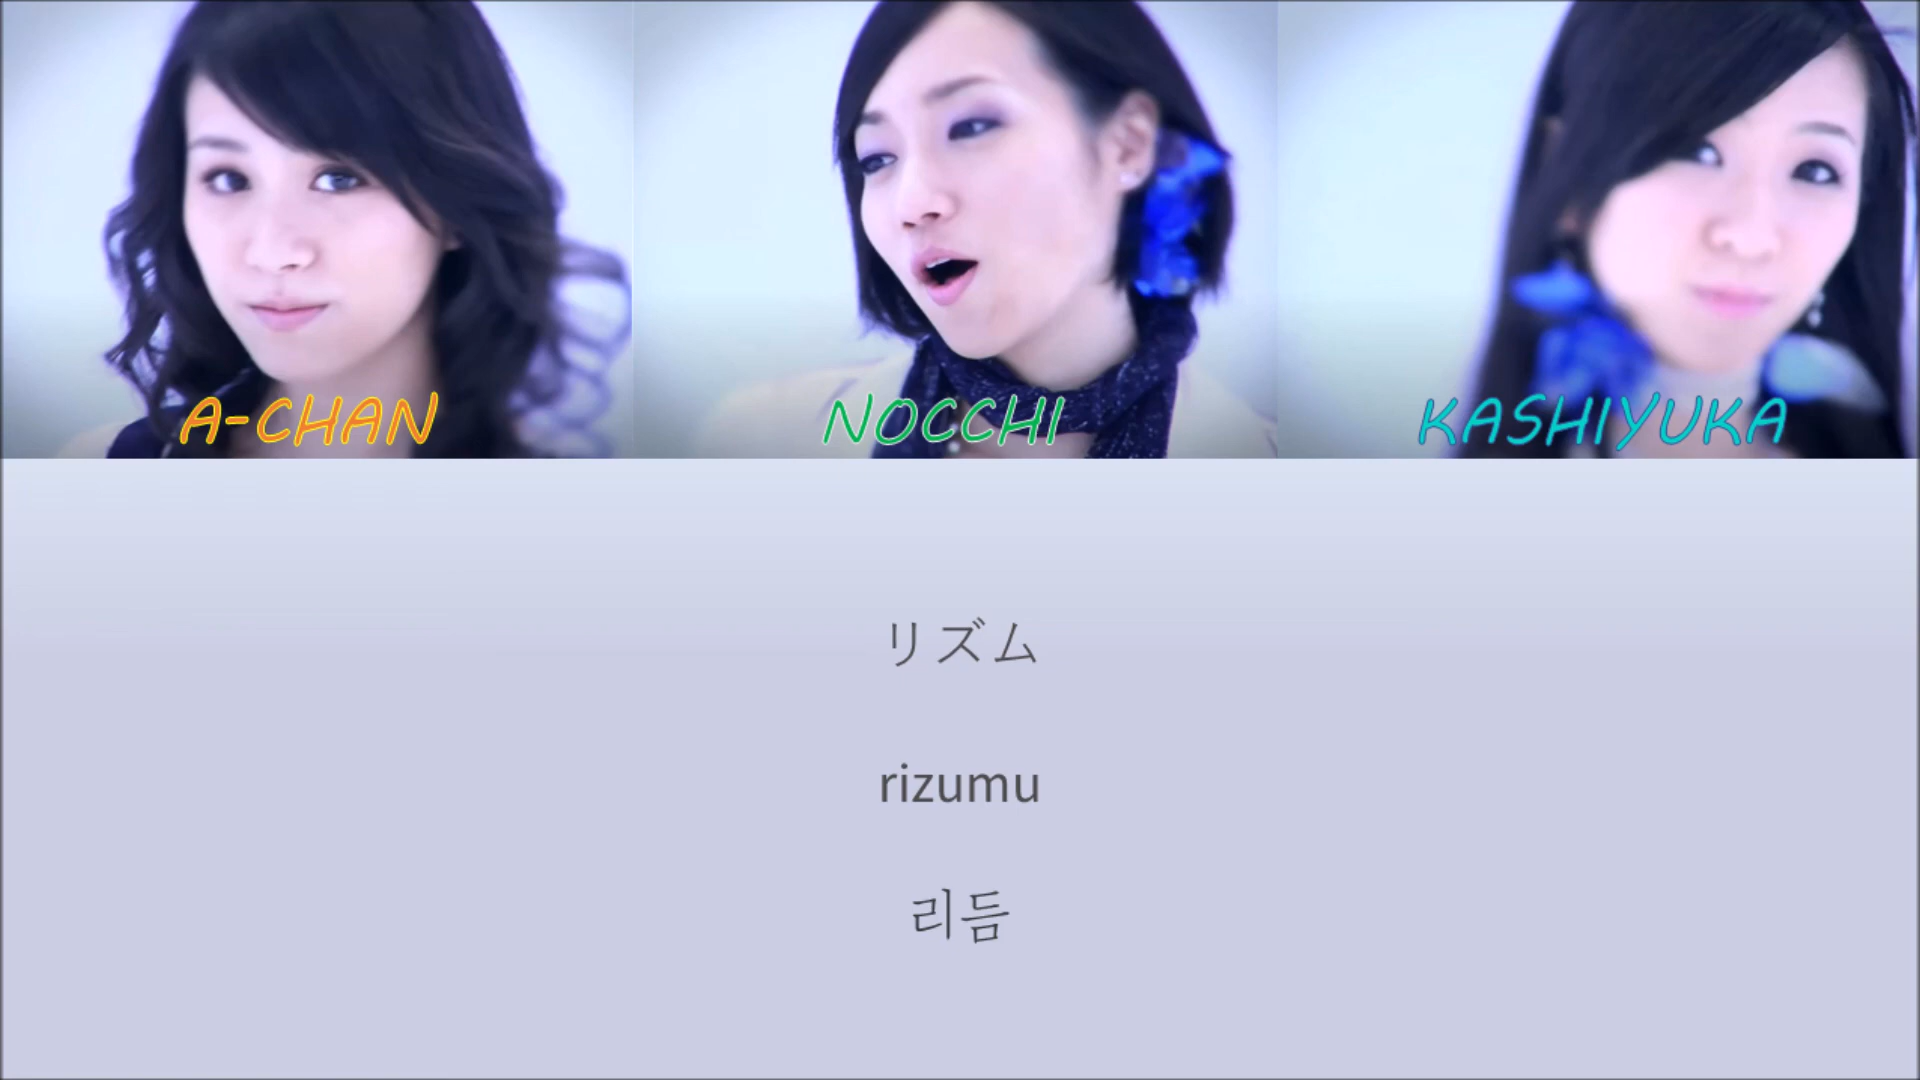 A-CHAN
NOCCHI
KASHIYUKA
リズム
rizumu
리듬